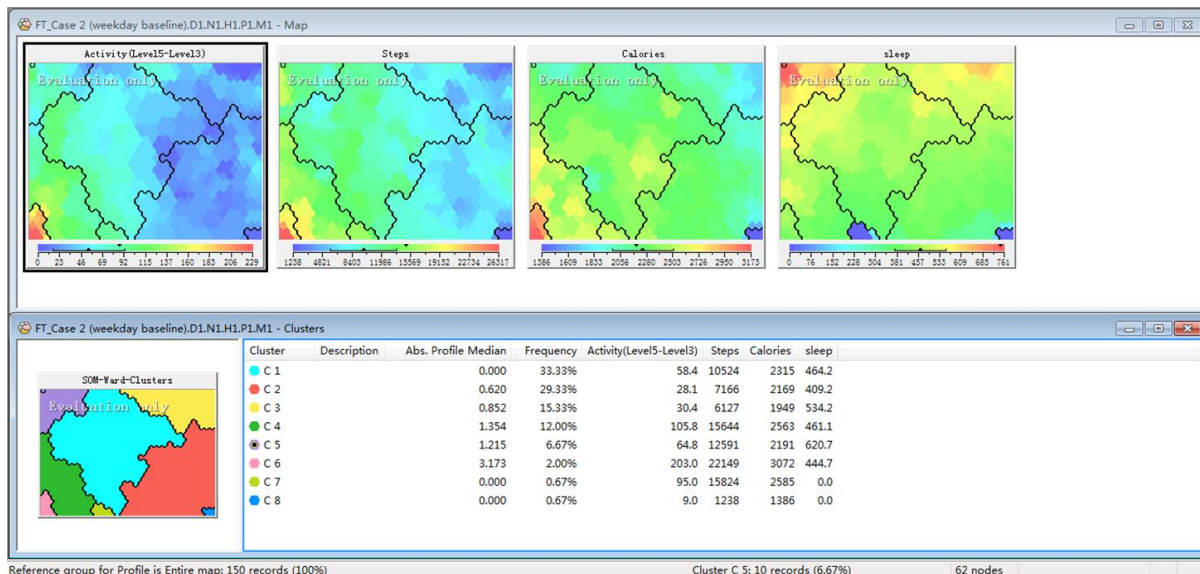 FT_Case 2 (weekday baseline).D1.N1.H1.P1.M1 - Map
Activity(Level5-Level3)
Evaluation only
0 23 46 69 92 115 137 160 183 206 229
Steps
Evaluation only
1238 4821 8403 11986 15569 19152 22734 26317
Calories
Evaluation only
1386 1609 1833 2056 2280 2503 2726 2950 3173
sleep
Evaluation only
0 76 152 228 304 381 457 533 609 685 761
FT_Case 2 (weekday baseline).D1.N1.H1.P1.M1 - Clusters
SOM-Ward-Clusters
Evaluation only
Cluster Description Abs. Profile Median Frequency Activity(Level5-Level3) Steps Calories sleep
C 1 0.000 33.33% 58.4 10524 2315 464.2
C 2 0.620 29.33% 28.1 7166 2169 409.2
C 3 0.852 15.33% 30.4 6127 1949 534.2
C 4 1.354 12.00% 105.8 15644 2563 461.1
C 5 1.215 6.67% 64.8 12591 2191 620.7
C 6 3.173 2.00% 203.0 22149 3072 444.7
C 7 0.000 0.67% 95.0 15824 2585 0.0
C 8 0.000 0.67% 9.0 1238 1386 0.0
Reference group for Profile is Entire map: 150 records (100%)
Cluster C 5: 10 records (6.67%)
62 nodes